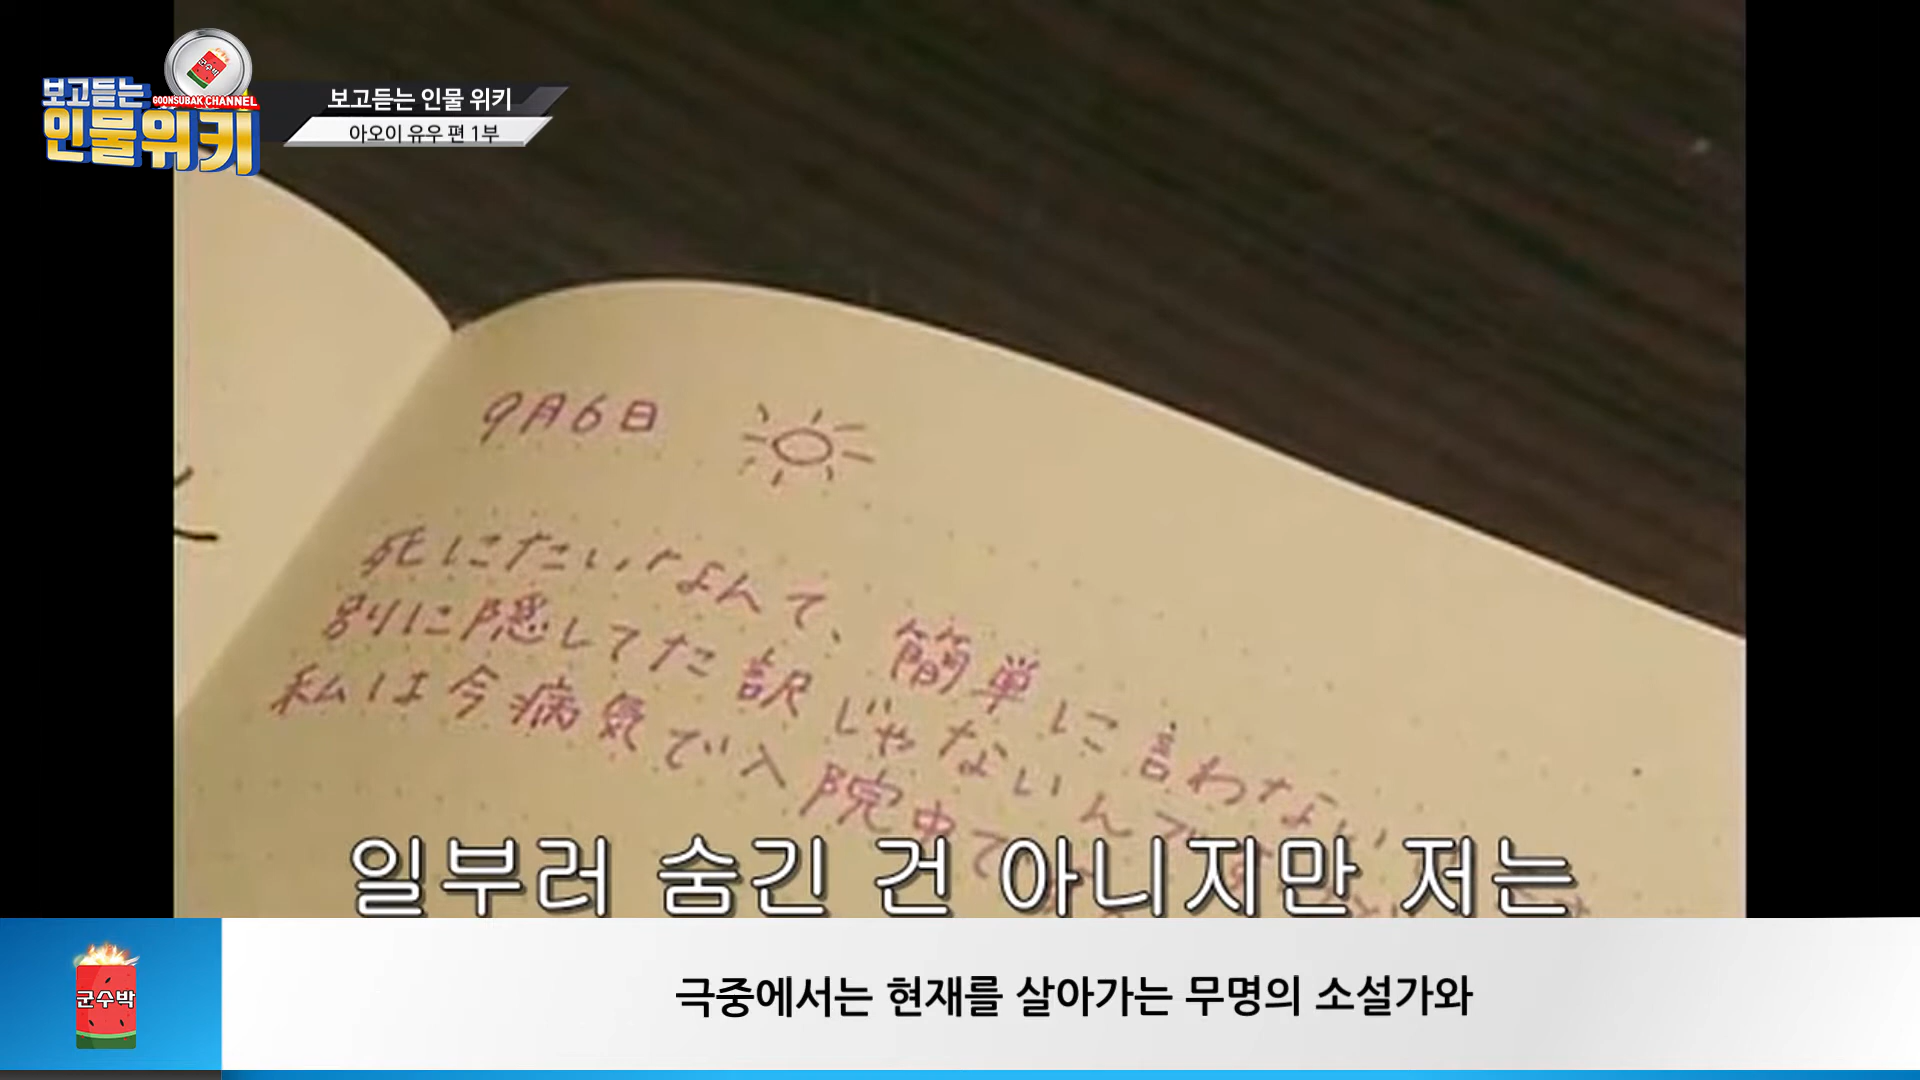 군수박
GOONSUBAK CHANNEL
보고듣는
인물위키
보고듣는 인물 위키
아오이 유우 편 1부
9月6日
死にたいなんて、簡単に言わない
別に隠してた訳じゃないんで
私は今病気で入院中で
일부러 숨긴 건 아니지만 저는
군수박
극중에서는 현재를 살아가는 무명의 소설가와